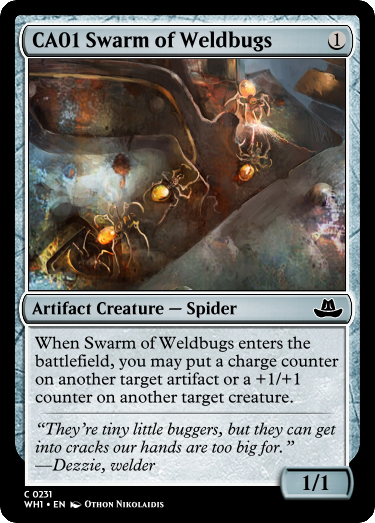 CA01 Swarm of Weldbugs 1
Artifact Creature — Spider
When Swarm of Weldbugs enters the
battlefield, you may put a charge counter
on another target artifact or a +1/+1
counter on another target creature.
“They’re tiny little buggers, but they can get
into cracks our hands are too big for.”
—Dezzie, welder
1/1
C 0231
WH1 • EN Othon Nikolaidis